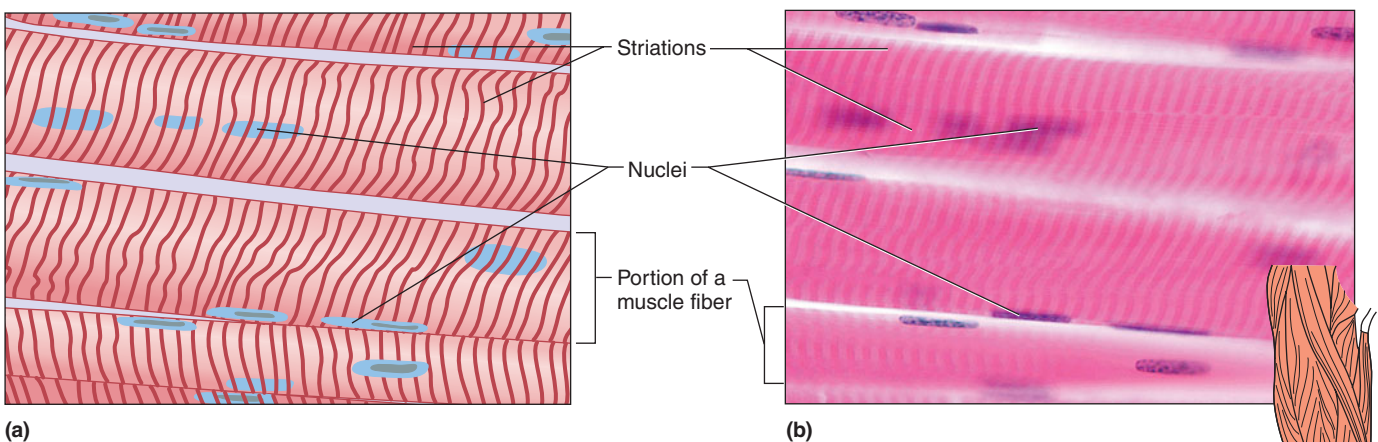 Striations
Nuclei
Portion of a
muscle fiber
(a)
(b)